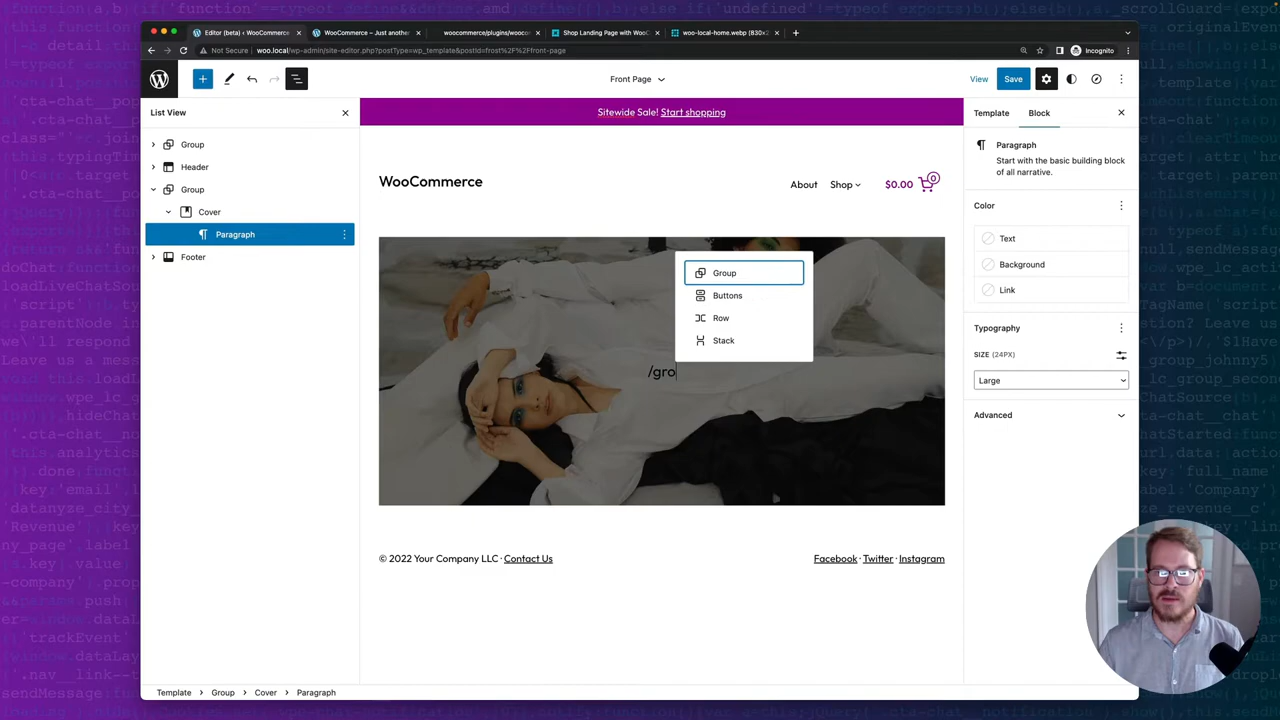 Editor (beta) ‹ WooCommerce
WooCommerce – Just another
woocommerce/plugins/woocom
Shop Landing Page with WooC
woo-local-home.webp (830×2
Not Secure
woo.local/wp-admin/site-editor.php?postType=wp_template&postId=frost%2F%2Ffront-page
Incognito
Front Page
View
Save
List View
Group
Header
Group
Cover
Paragraph
Footer
Sitewide Sale! Start shopping
WooCommerce
About
Shop
$0.00
0
/gro
Group
Buttons
Row
Stack
© 2022 Your Company LLC · Contact Us
Facebook · Twitter · Instagram
Template
Block
Paragraph
Start with the basic building block
of all narrative.
Color
Text
Background
Link
Typography
SIZE (24PX)
Large
Advanced
Template > Group > Cover > Paragraph